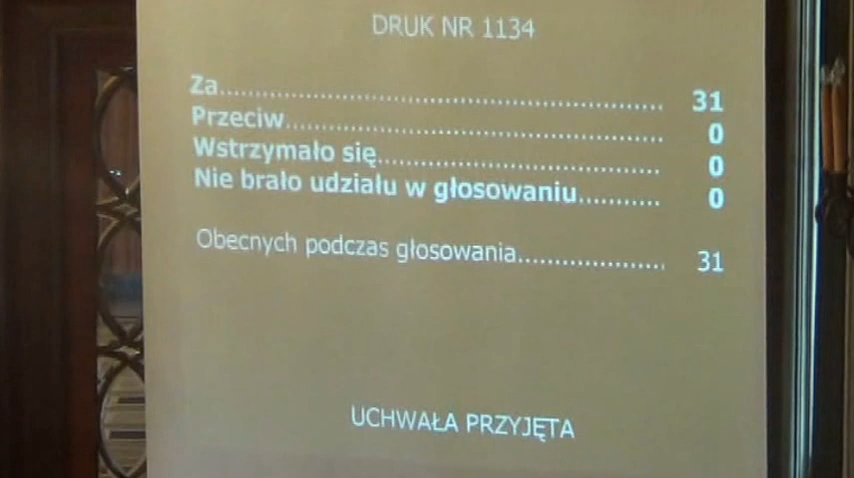 DRUK NR 1134
Za.................................................................. 31
Przeciw........................................................ 0
Wstrzymało się.......................................... 0
Nie brało udziału w głosowaniu........... 0
Obecnych podczas głosowania..................... 31
UCHWAŁA PRZYJĘTA